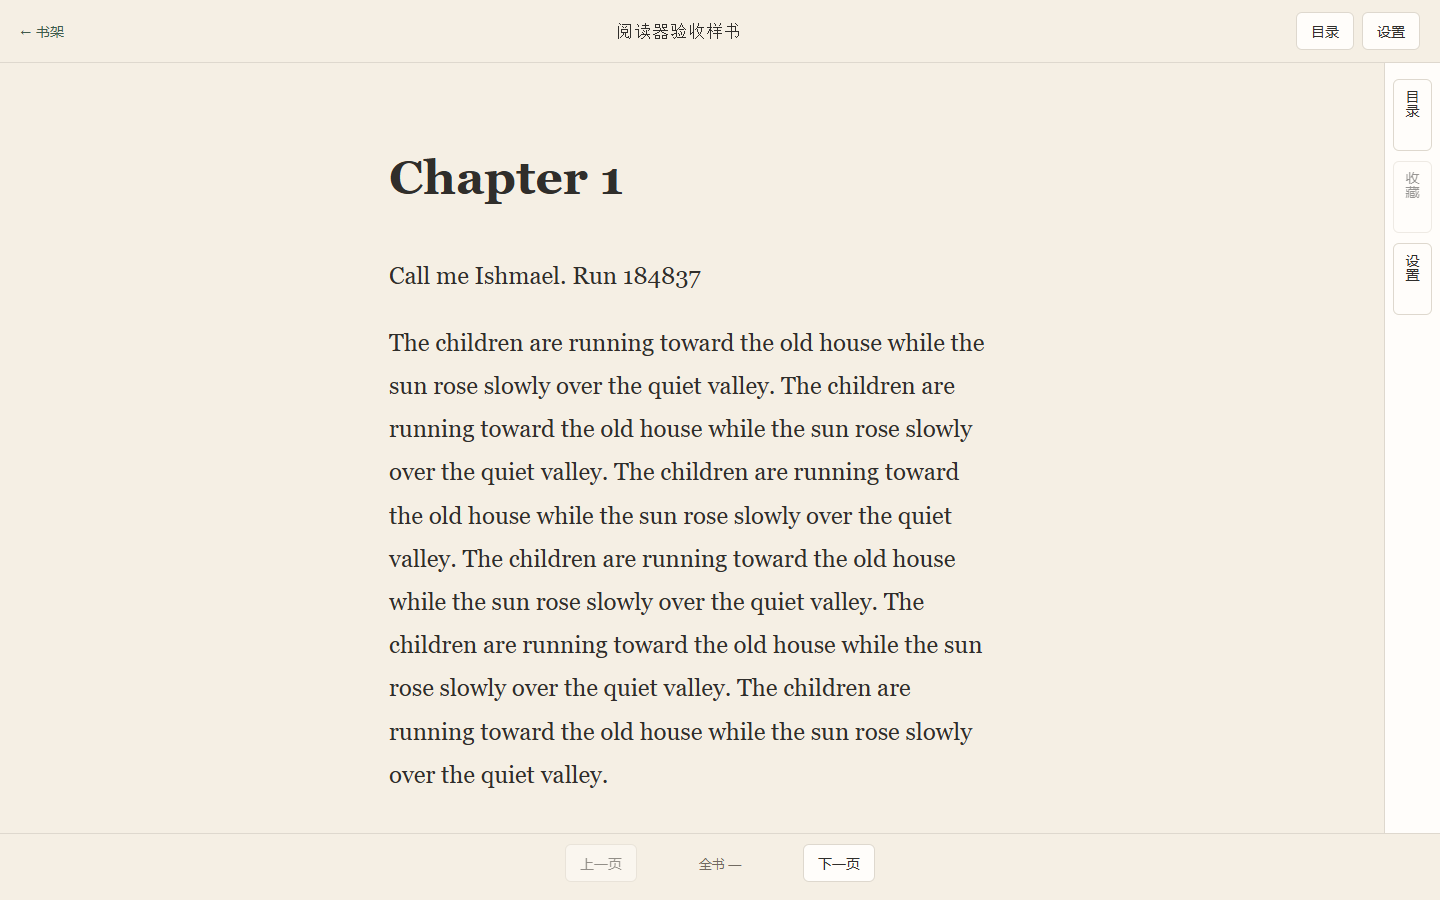 ← 书架
阅读器验收样书
目录
设置
目录
收藏
设置
Chapter 1
Call me Ishmael. Run 184837
The children are running toward the old house while the
sun rose slowly over the quiet valley. The children are
running toward the old house while the sun rose slowly
over the quiet valley. The children are running toward
the old house while the sun rose slowly over the quiet
valley. The children are running toward the old house
while the sun rose slowly over the quiet valley. The
children are running toward the old house while the sun
rose slowly over the quiet valley. The children are
running toward the old house while the sun rose slowly
over the quiet valley.
上一页
全书 —
下一页